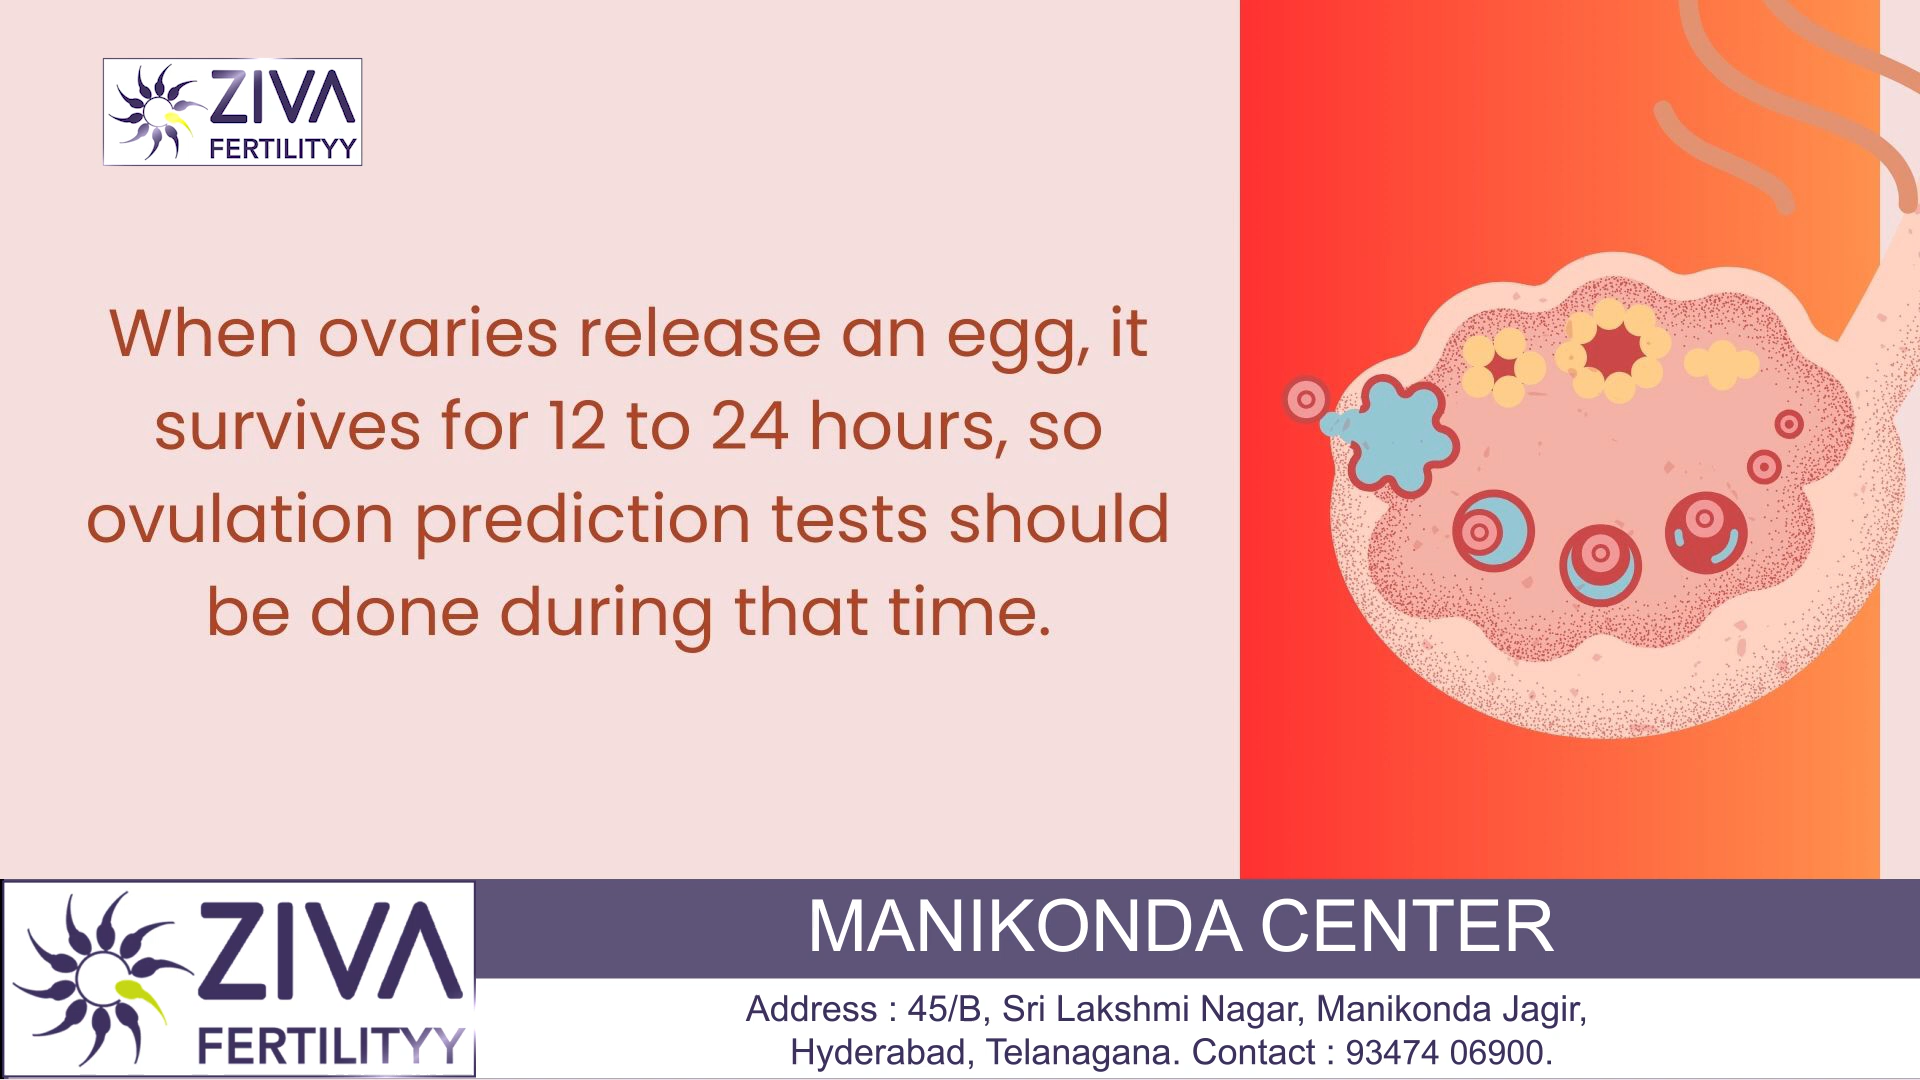 ZIVA
FERTILITYY
When ovaries release an egg, it
survives for 12 to 24 hours, so
ovulation prediction tests should
be done during that time.
ZIVA
FERTILITYY
MANIKONDA CENTER
Address : 45/B, Sri Lakshmi Nagar, Manikonda Jagir,
Hyderabad, Telanagana. Contact : 93474 06900.